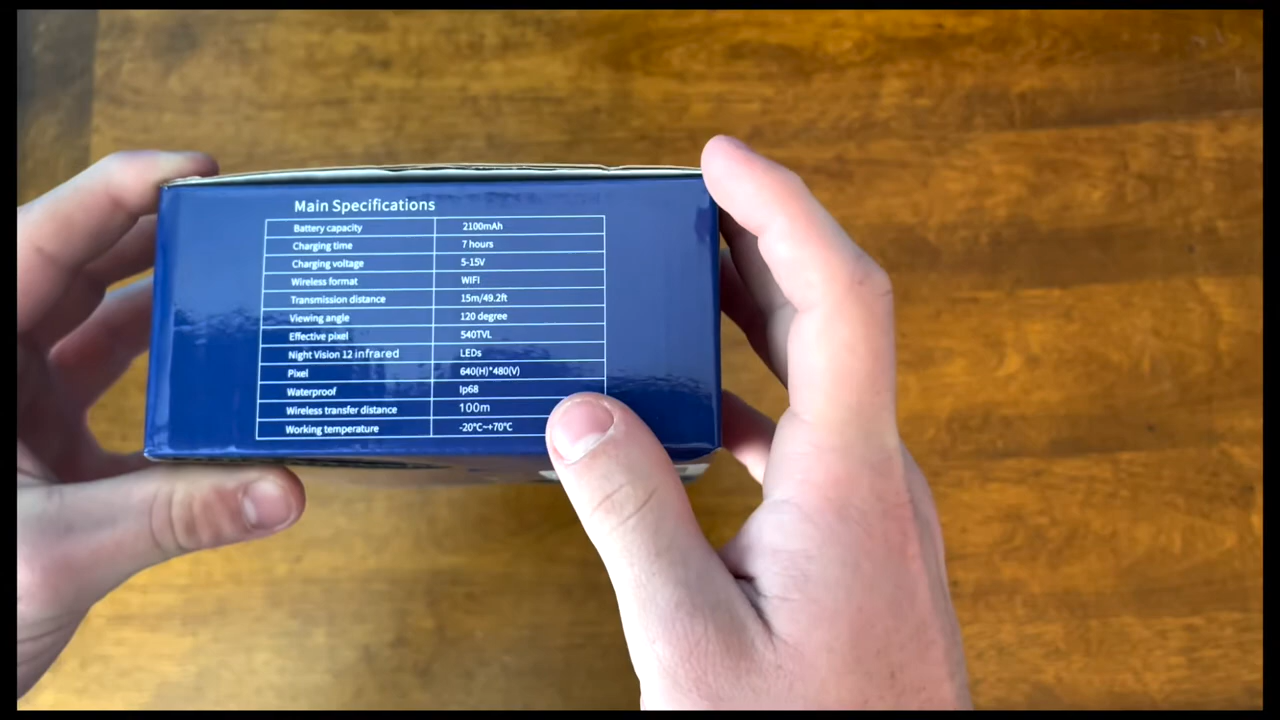 Main Specifications
Battery capacity 2100mAh
Charging time 7 hours
Charging voltage 5-15V
Wireless format WIFI
Transmission distance 15m/49.2ft
Viewing angle 120 degree
Effective pixel 540TVL
Night Vision 12 infrared LEDs
Pixel 640(H)*480(V)
Waterproof Ip68
Wireless transfer distance 100m
Working temperature -20°C~+70°C